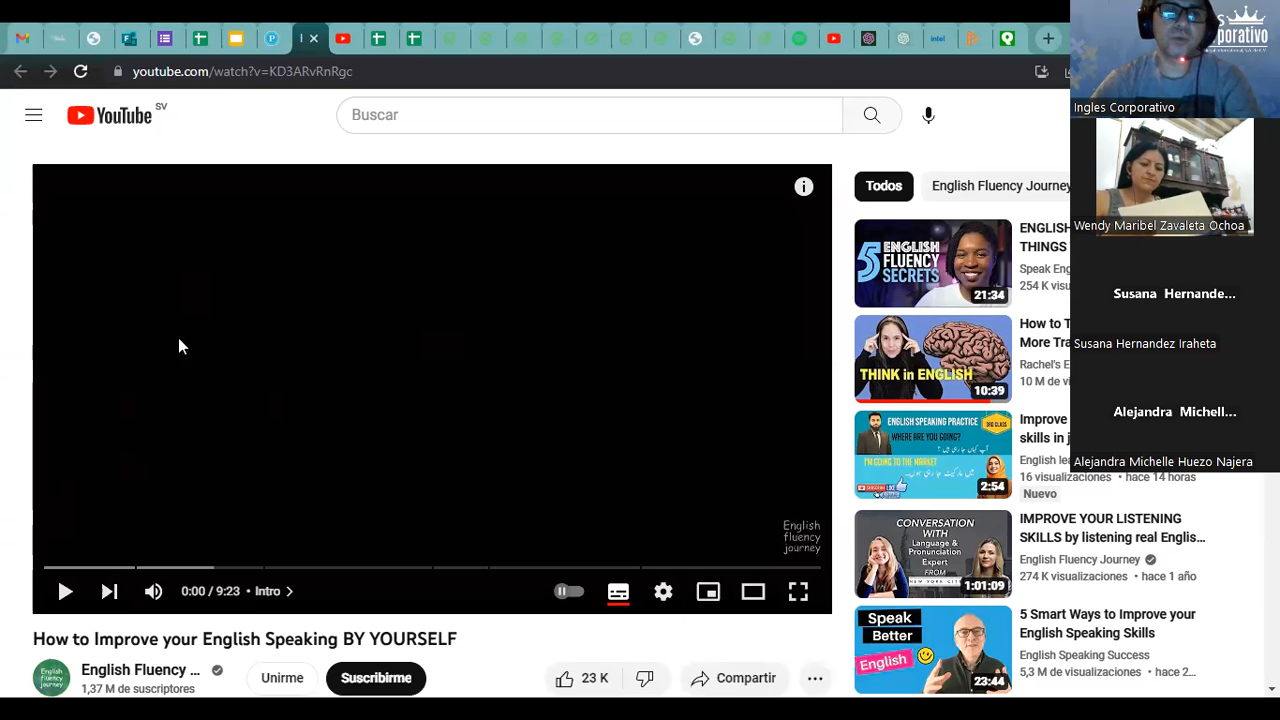 youtube.com/watch?v=KD3ARvRnRgc
YouTube SV
Buscar
English
fluency
journey
0:00 / 9:23 • Intro
How to Improve your English Speaking BY YOURSELF
English Fluency ...
1,37 M de suscriptores
Unirme
Suscribirme
23 K
Compartir
Todos
English Fluency Journey
5 ENGLISH
FLUENCY
SECRETS
21:34
ENGLISH
THINGS
Speak Eng
254 K visu
THINK in ENGLISH
10:39
How to T
More Tra
Rachel's E
10 M de vi
ENGLISH SPEAKING PRACTICE
WHERE ARE YOU GOING?
I'M GOING TO THE MARKET
2:54
Improve
skills in j
English lea
16 visualizaciones • hace 14 horas
Nuevo
CONVERSATION
WITH
Language &
Pronunciation
Expert
FROM
NEW YORK CITY
1:01:09
IMPROVE YOUR LISTENING
SKILLS by listening real Englis...
English Fluency Journey
274 K visualizaciones • hace 1 año
Speak
Better
English
23:44
5 Smart Ways to Improve your
English Speaking Skills
English Speaking Success
5,3 M de visualizaciones • hace 2...
porativo
Ingles Corporativo
Wendy Maribel Zavaleta Ochoa
Susana Hernande...
Susana Hernandez Iraheta
Alejandra Michell...
Alejandra Michelle Huezo Najera